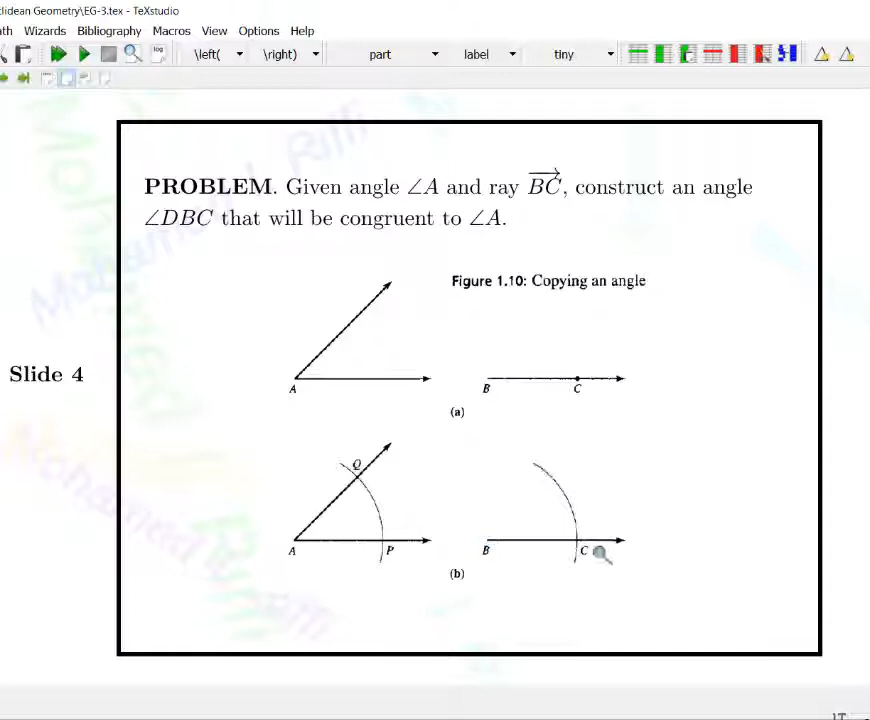 clidean Geometry\EG-3.tex - TeXstudio
ath Wizards Bibliography Macros View Options Help
log \left( \right) part label tiny
PROBLEM. Given angle ∠A and ray BC, construct an angle
∠DBC that will be congruent to ∠A.
Figure 1.10: Copying an angle
Slide 4
A B C
(a)
Q
A P B C
(b)